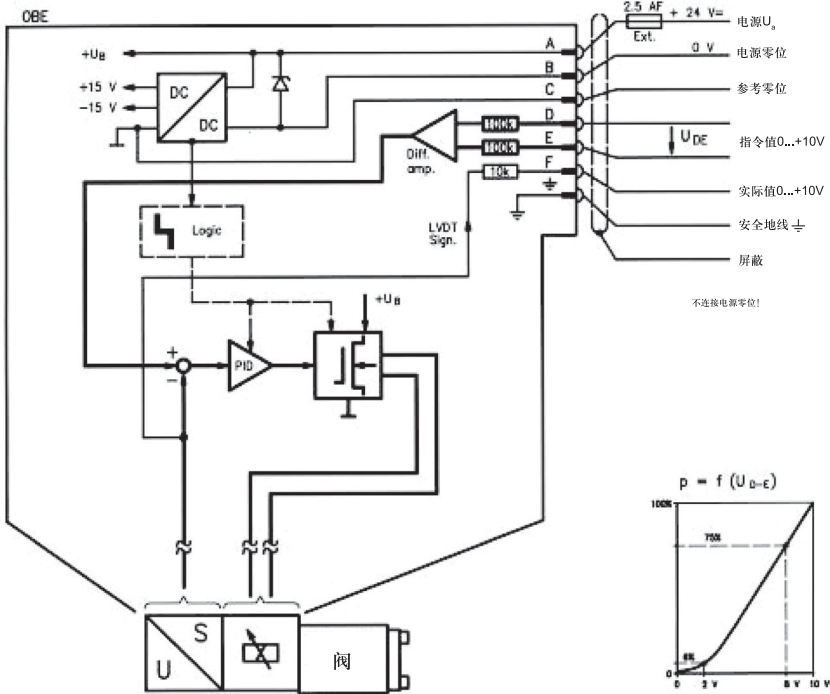 OBE
2.5 AF
+ 24 V=
Ext.
电源Ua
A
+UB
0 V
电源零位
B
+15 V
DC
C
参考零位
-15 V
DC
D
100k
UDE
指令值0...+10V
E
100k
Diff.
amp.
F
10k
实际值0...+10V
Logic
LVDT
Sign.
安全地线
屏蔽
不连接电源零位!
+UB
+
PID
−
p = f (UD-E)
100%
75%
6%
0
0
2 V
8 V
10 V
S
U
阀